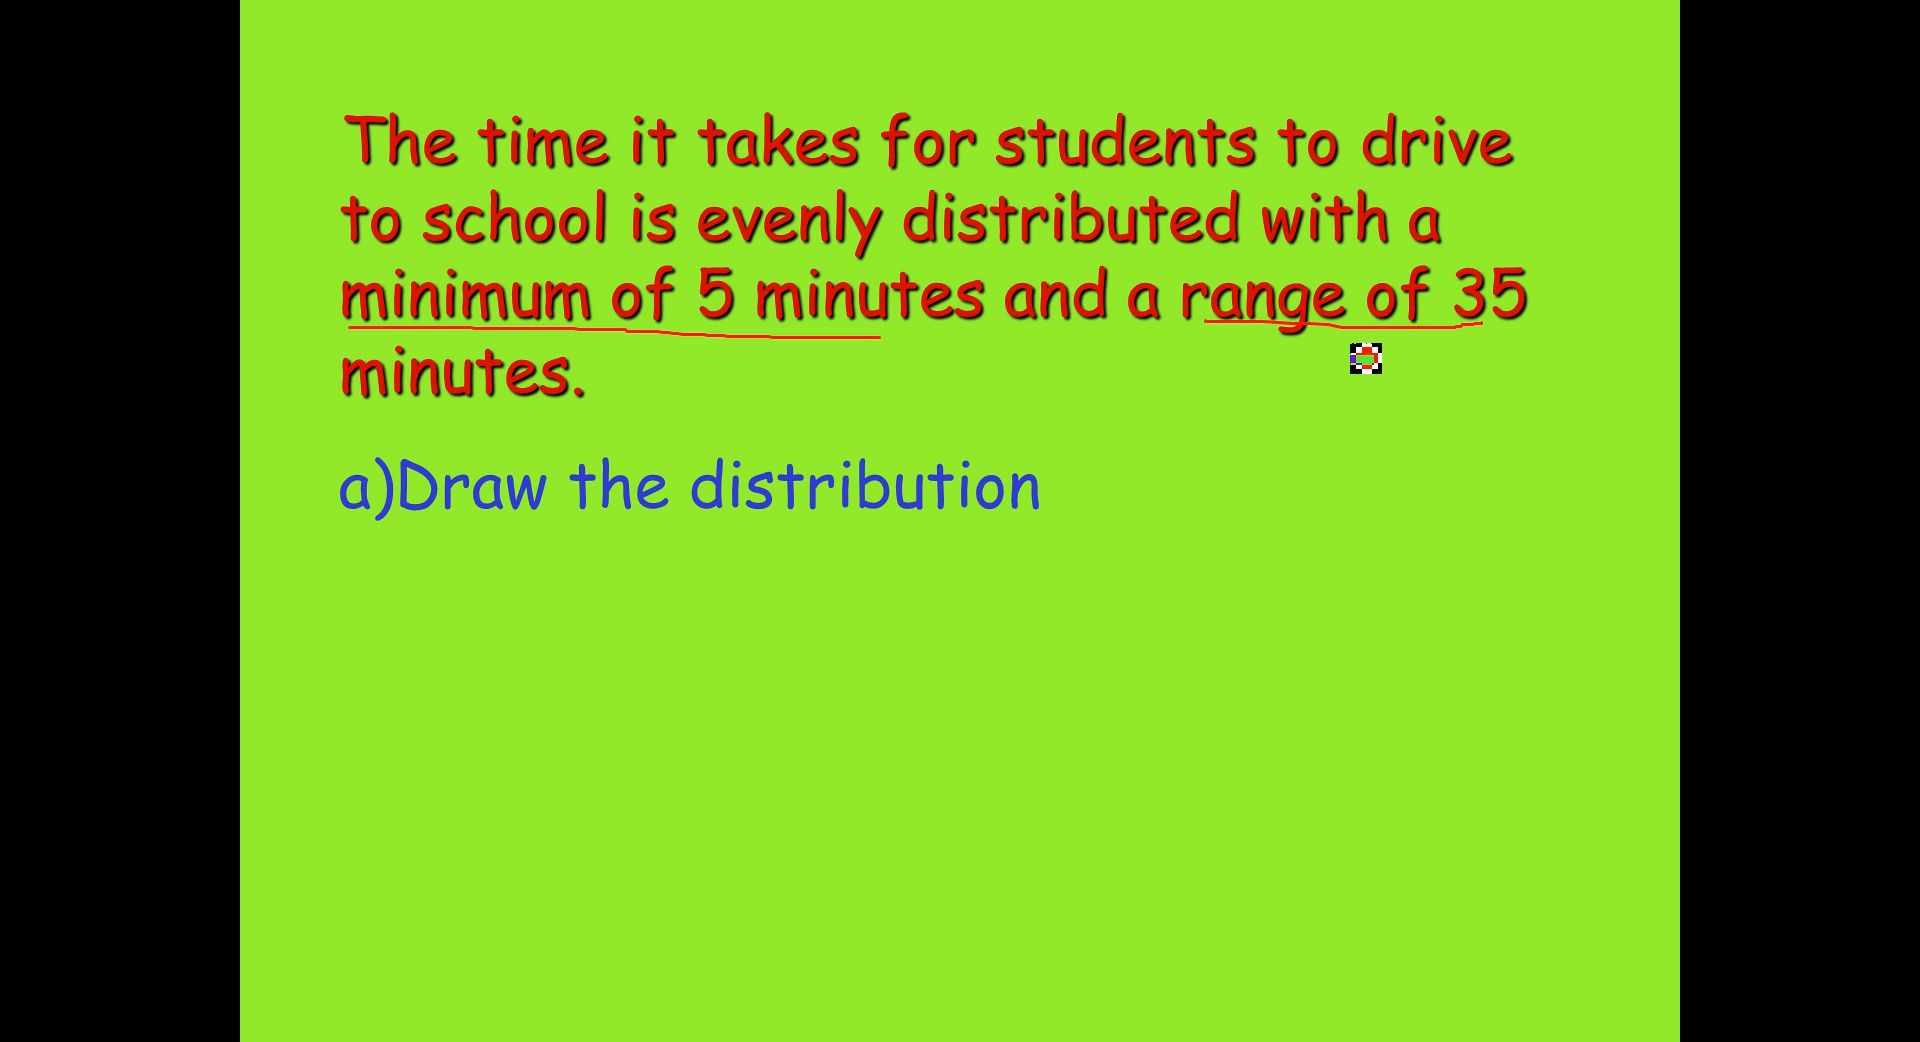 The time it takes for students to drive
to school is evenly distributed with a
minimum of 5 minutes and a range of 35
minutes.
a)Draw the distribution